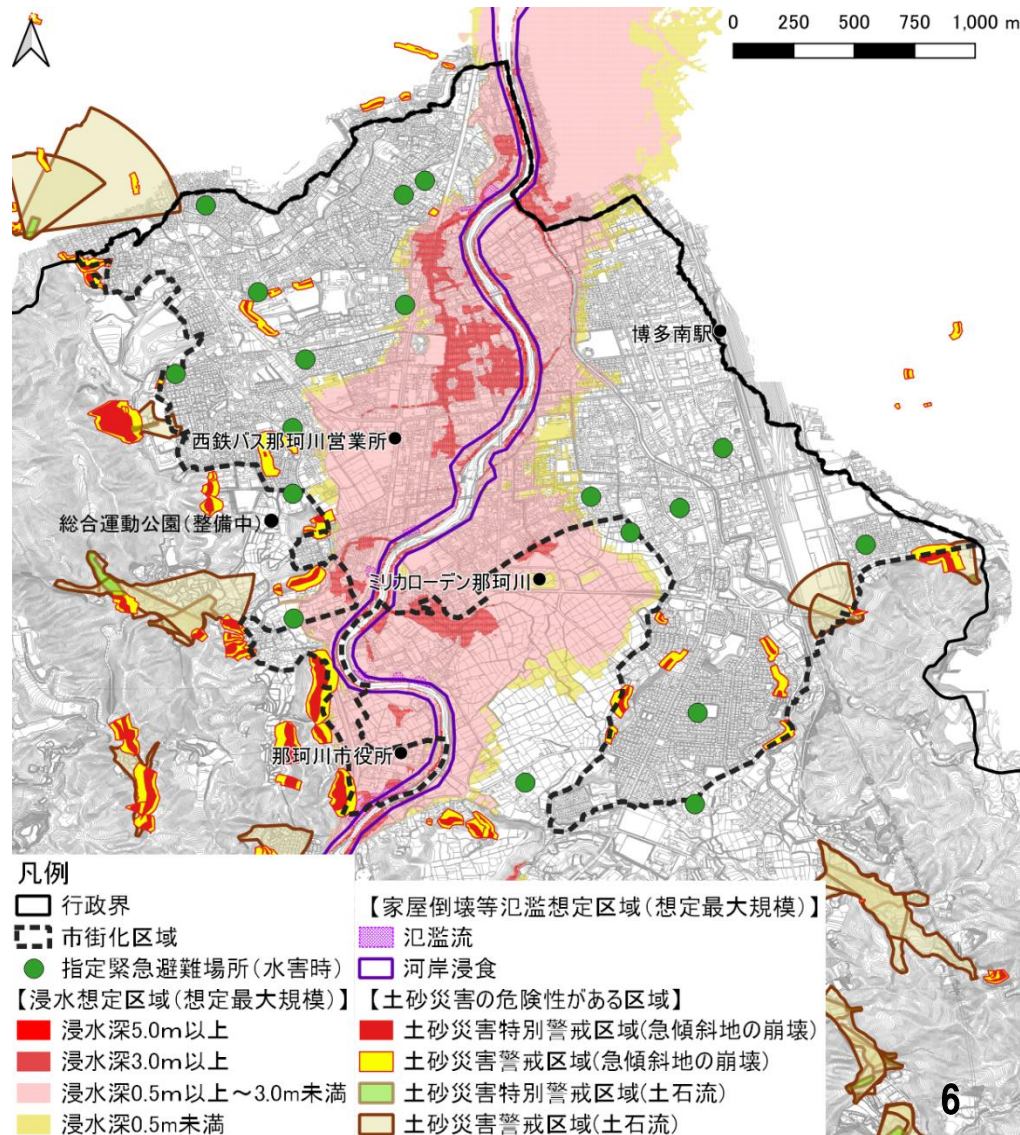 0 250 500 750 1,000 m
博多南駅
西鉄バス那珂川営業所
総合運動公園(整備中)
ミリカローデン那珂川
那珂川市役所
凡例
行政界
市街化区域
指定緊急避難場所(水害時)
【浸水想定区域(想定最大規模)】
浸水深5.0m以上
浸水深3.0m以上
浸水深0.5m以上～3.0m未満
浸水深0.5m未満
【家屋倒壊等氾濫想定区域(想定最大規模)】
氾濫流
河岸浸食
【土砂災害の危険性がある区域】
土砂災害特別警戒区域(急傾斜地の崩壊)
土砂災害警戒区域(急傾斜地の崩壊)
土砂災害特別警戒区域(土石流)
土砂災害警戒区域(土石流)
6